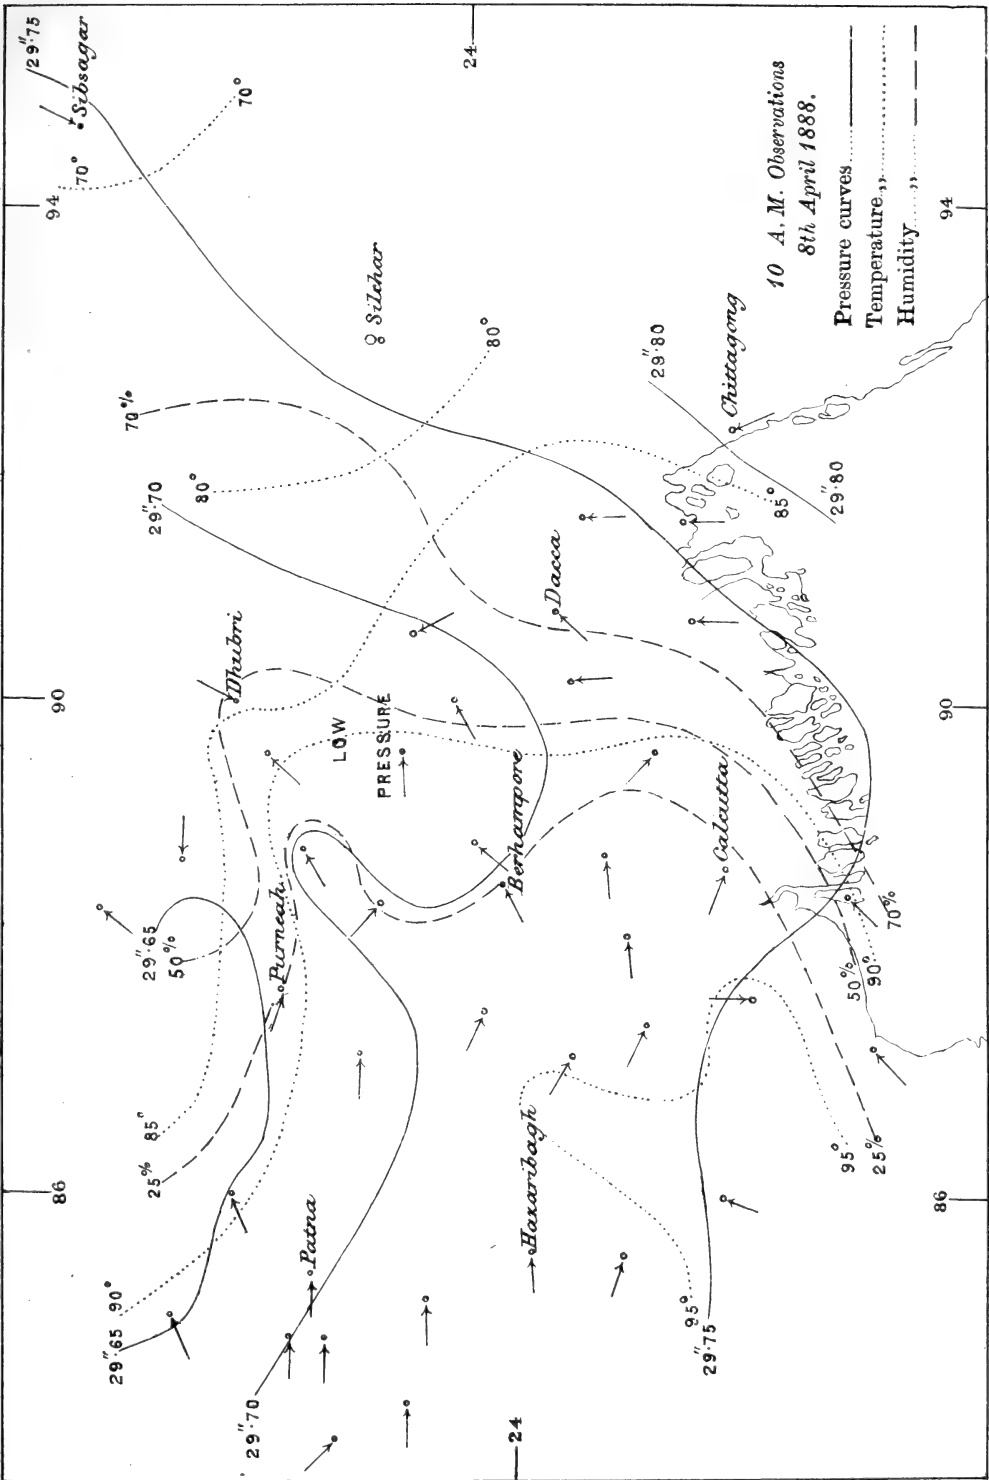 86
90
94
29"·65
90°
25%
85°
29"·65
50%
29"·70
80°
70%
70°
29"·75
Sibsagar
70°
Dhubri
Purneah
Patna
29"·70
LOW
PRESSURE
Silchar
80°
24
24
Berhampore
Dacca
Hazaribagh
29"·80
Chittagong
Calcutta
95°
29"·75
85°
29"·80
95°
25%
50%
90°
70%
10 A.M. Observations
8th April 1888.
Pressure curves
Temperature „
Humidity „
86
90
94